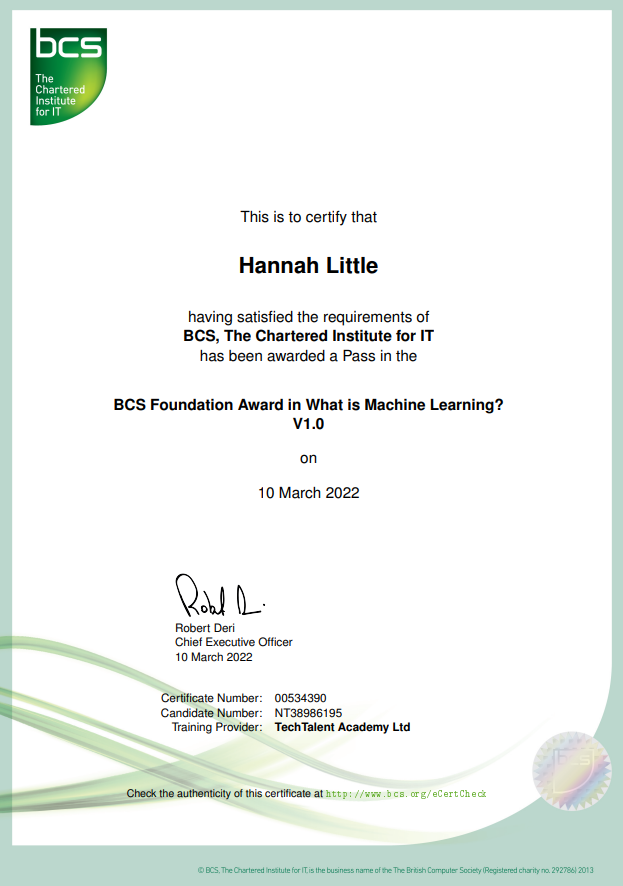 bcs
The
Chartered
Institute
for IT
This is to certify that
Hannah Little
having satisfied the requirements of
BCS, The Chartered Institute for IT
has been awarded a Pass in the
BCS Foundation Award in What is Machine Learning?
V1.0
on
10 March 2022
Robert Deri
Chief Executive Officer
10 March 2022
Certificate Number: 00534390
Candidate Number: NT38986195
Training Provider: TechTalent Academy Ltd
bcs
Check the authenticity of this certificate at http://www.bcs.org/eCertCheck
© BCS, The Chartered Institute for IT, is the business name of the The British Computer Society (Registered charity no. 292786) 2013